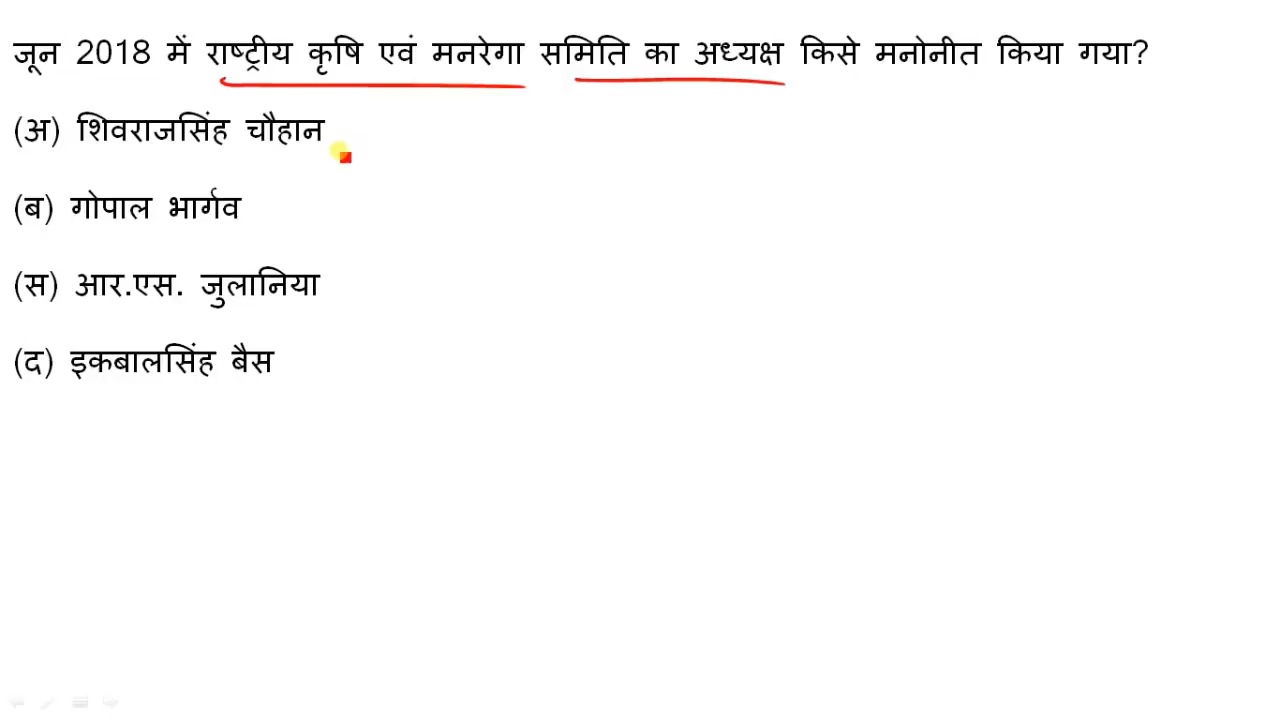 जून 2018 में राष्ट्रीय कृषि एवं मनरेगा समिति का अध्यक्ष किसे मनोनीत किया गया?
(अ) शिवराजसिंह चौहान
(ब) गोपाल भार्गव
(स) आर.एस. जुलानिया
(द) इकबालसिंह बैस